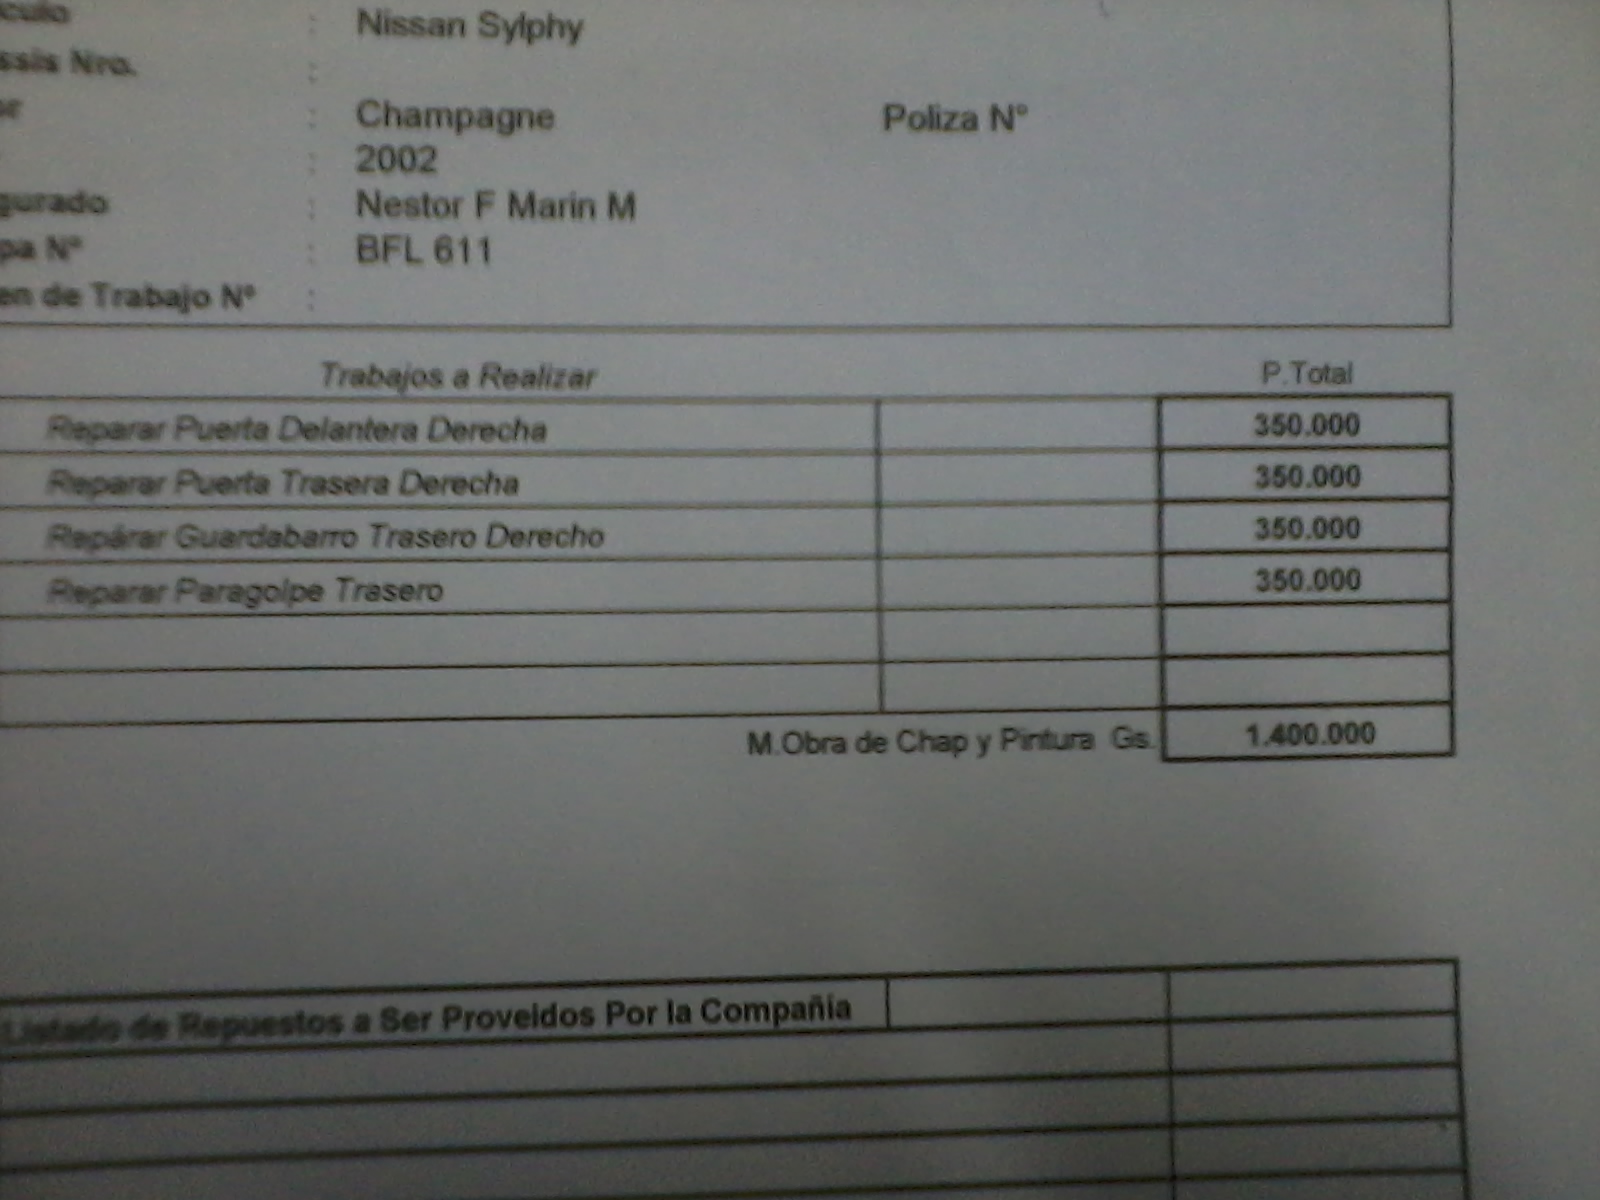 culo : Nissan Sylphy
ssis Nro. :
: Champagne Poliza N°
: 2002
gurado : Nestor F Marin M
pa N° : BFL 611
en de Trabajo N° :
Trabajos a Realizar P.Total
Reparar Puerta Delantera Derecha 350.000
Reparar Puerta Trasera Derecha 350.000
Repárar Guardabarro Trasero Derecho 350.000
Reparar Paragolpe Trasero 350.000
M.Obra de Chap y Pintura Gs. 1.400.000
Listado de Repuestos a Ser Proveidos Por la Compañía